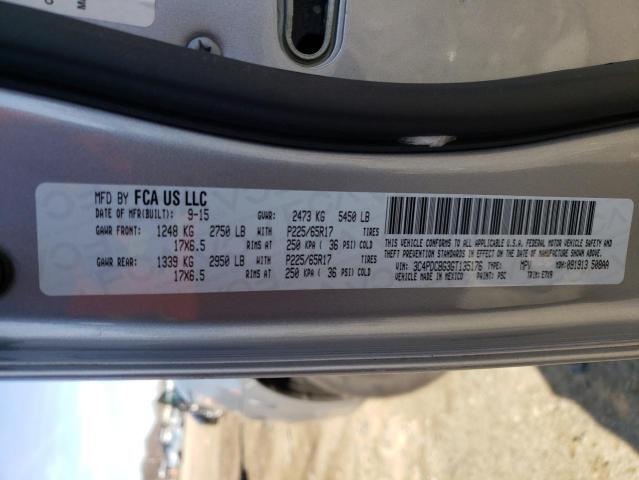 MFD BY FCA US LLC
DATE OF MFR(BUILT): 9-15 GVWR: 2473 KG 5450 LB
GAWR FRONT: 1248 KG 2750 LB WITH P225/65R17 TIRES
17X6.5 RIMS AT 250 KPA ( 36 PSI) COLD
GAWR REAR: 1339 KG 2950 LB WITH P225/65R17 TIRES
17X6.5 RIMS AT 250 KPA ( 36 PSI) COLD
THIS VEHICLE CONFORMS TO ALL APPLICABLE U.S.A. FEDERAL MOTOR VEHICLE SAFETY AND
THEFT PREVENTION STANDARDS IN EFFECT ON THE DATE OF MANUFACTURE SHOWN ABOVE.
VIN: 3C4PDCBG3GT135176 TYPE: MPV MDH: 091913 508AA
VEHICLE MADE IN MEXICO PAINT: PSC TRIM: